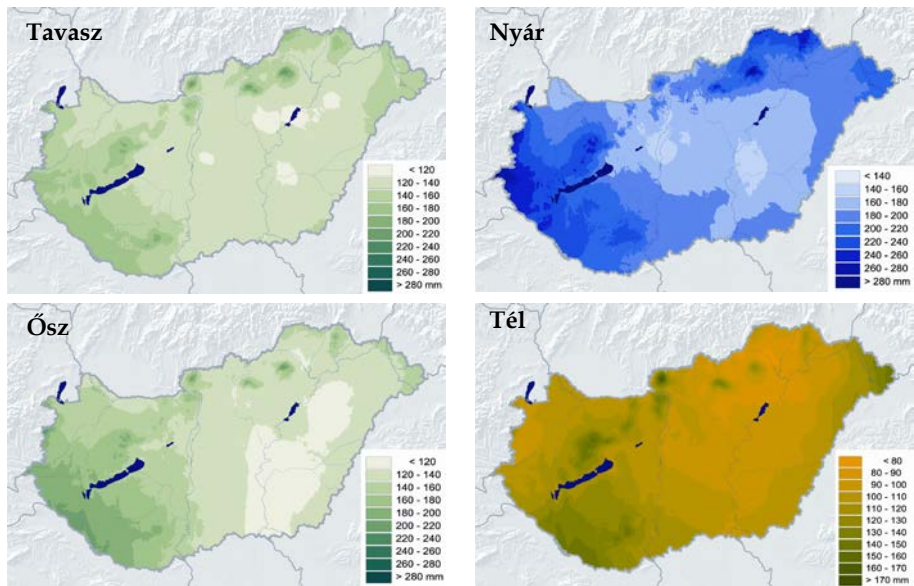 Tavasz
< 120
120 - 140
140 - 160
160 - 180
180 - 200
200 - 220
220 - 240
240 - 260
260 - 280
> 280 mm
Nyár
< 140
140 - 160
160 - 180
180 - 200
200 - 220
220 - 240
240 - 260
260 - 280
> 280 mm
Ősz
< 120
120 - 140
140 - 160
160 - 180
180 - 200
200 - 220
220 - 240
240 - 260
260 - 280
> 280 mm
Tél
< 80
80 - 90
90 - 100
100 - 110
110 - 120
120 - 130
130 - 140
140 - 150
150 - 160
160 - 170
> 170 mm